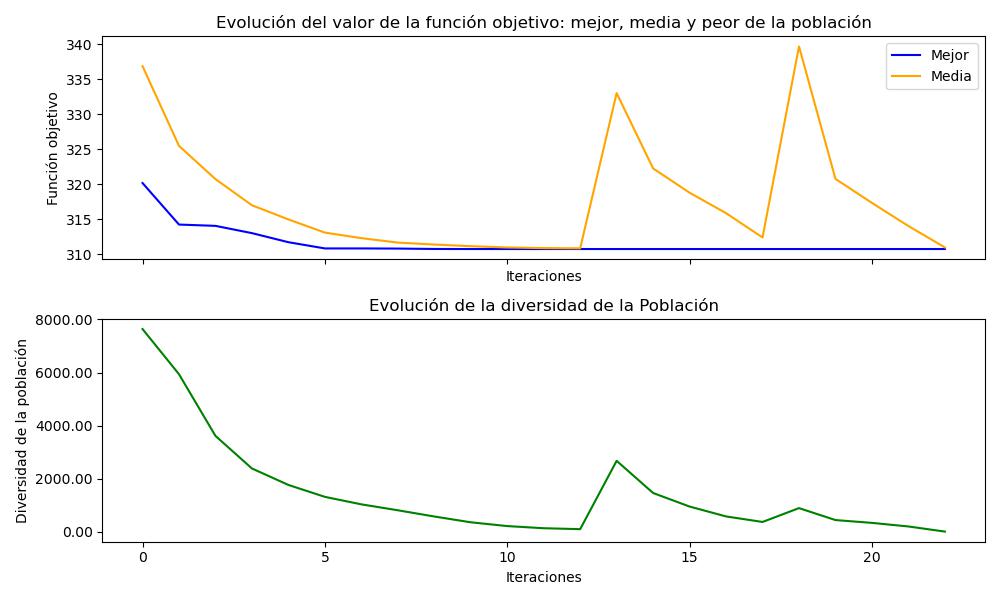 Evolución del valor de la función objetivo: mejor, media y peor de la población
340
335
330
325
320
315
310
Función objetivo
Mejor
Media
Iteraciones
Evolución de la diversidad de la Población
8000.00
6000.00
4000.00
2000.00
0.00
Diversidad de la población
0 5 10 15 20
Iteraciones